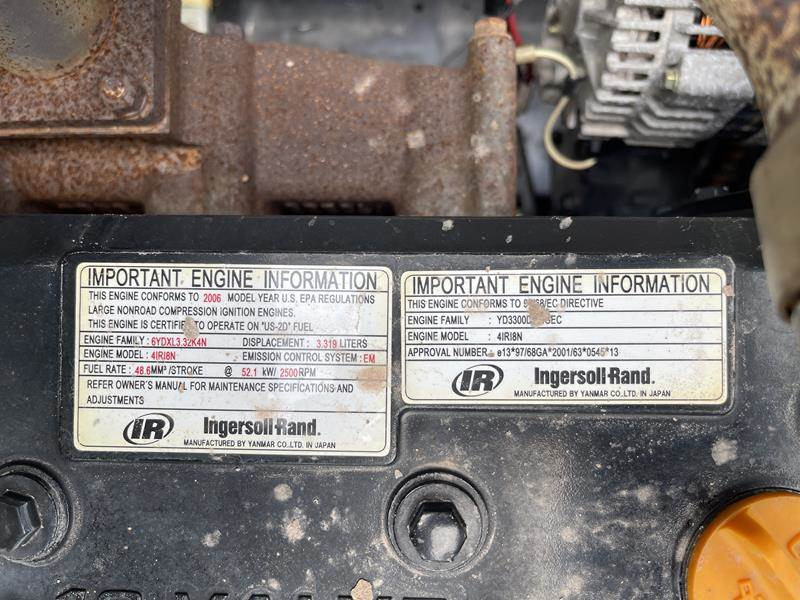 IMPORTANT ENGINE INFORMATION
THIS ENGINE CONFORMS TO 2006 MODEL YEAR U.S. EPA REGULATIONS
LARGE NONROAD COMPRESSION IGNITION ENGINES.
THIS ENGINE IS CERTIFIED TO OPERATE ON "US-2D" FUEL
ENGINE FAMILY : 6YDXL3.32K4N DISPLACEMENT : 3.319 LITERS
ENGINE MODEL : 4IRI8N EMISSION CONTROL SYSTEM : EM
FUEL RATE : 48.6MM³/STROKE @ 52.1 kW/ 2500RPM
REFER OWNER'S MANUAL FOR MAINTENANCE SPECIFICATIONS AND
ADJUSTMENTS
IR Ingersoll-Rand.
MANUFACTURED BY YANMAR CO.,LTD. IN JAPAN
IMPORTANT ENGINE INFORMATION
THIS ENGINE CONFORMS TO DIRECTIVE
ENGINE FAMILY :
ENGINE MODEL : 4IRI8N
APPROVAL NUMBER : e13*97/68GA*2001/63*0545*13
IR Ingersoll-Rand.
MANUFACTURED BY YANMAR CO.,LTD. IN JAPAN